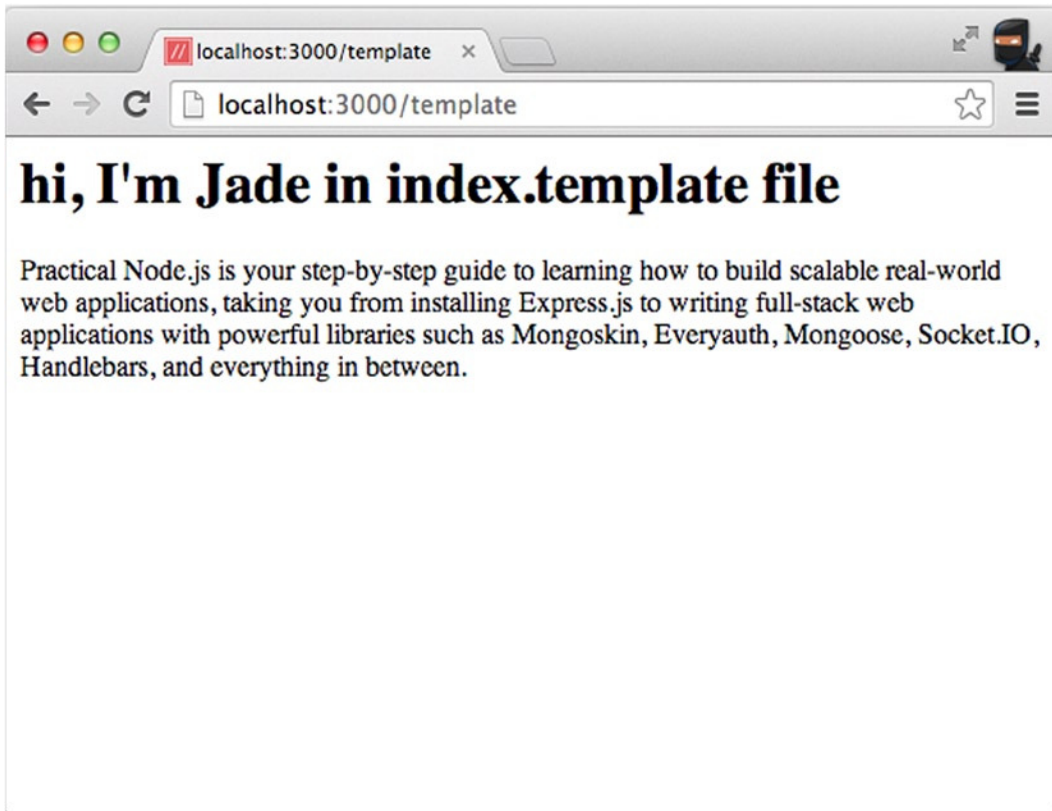 localhost:3000/template
localhost:3000/template
hi, I'm Jade in index.template file
Practical Node.js is your step-by-step guide to learning how to build scalable real-world
web applications, taking you from installing Express.js to writing full-stack web
applications with powerful libraries such as Mongoskin, Everyauth, Mongoose, Socket.IO,
Handlebars, and everything in between.